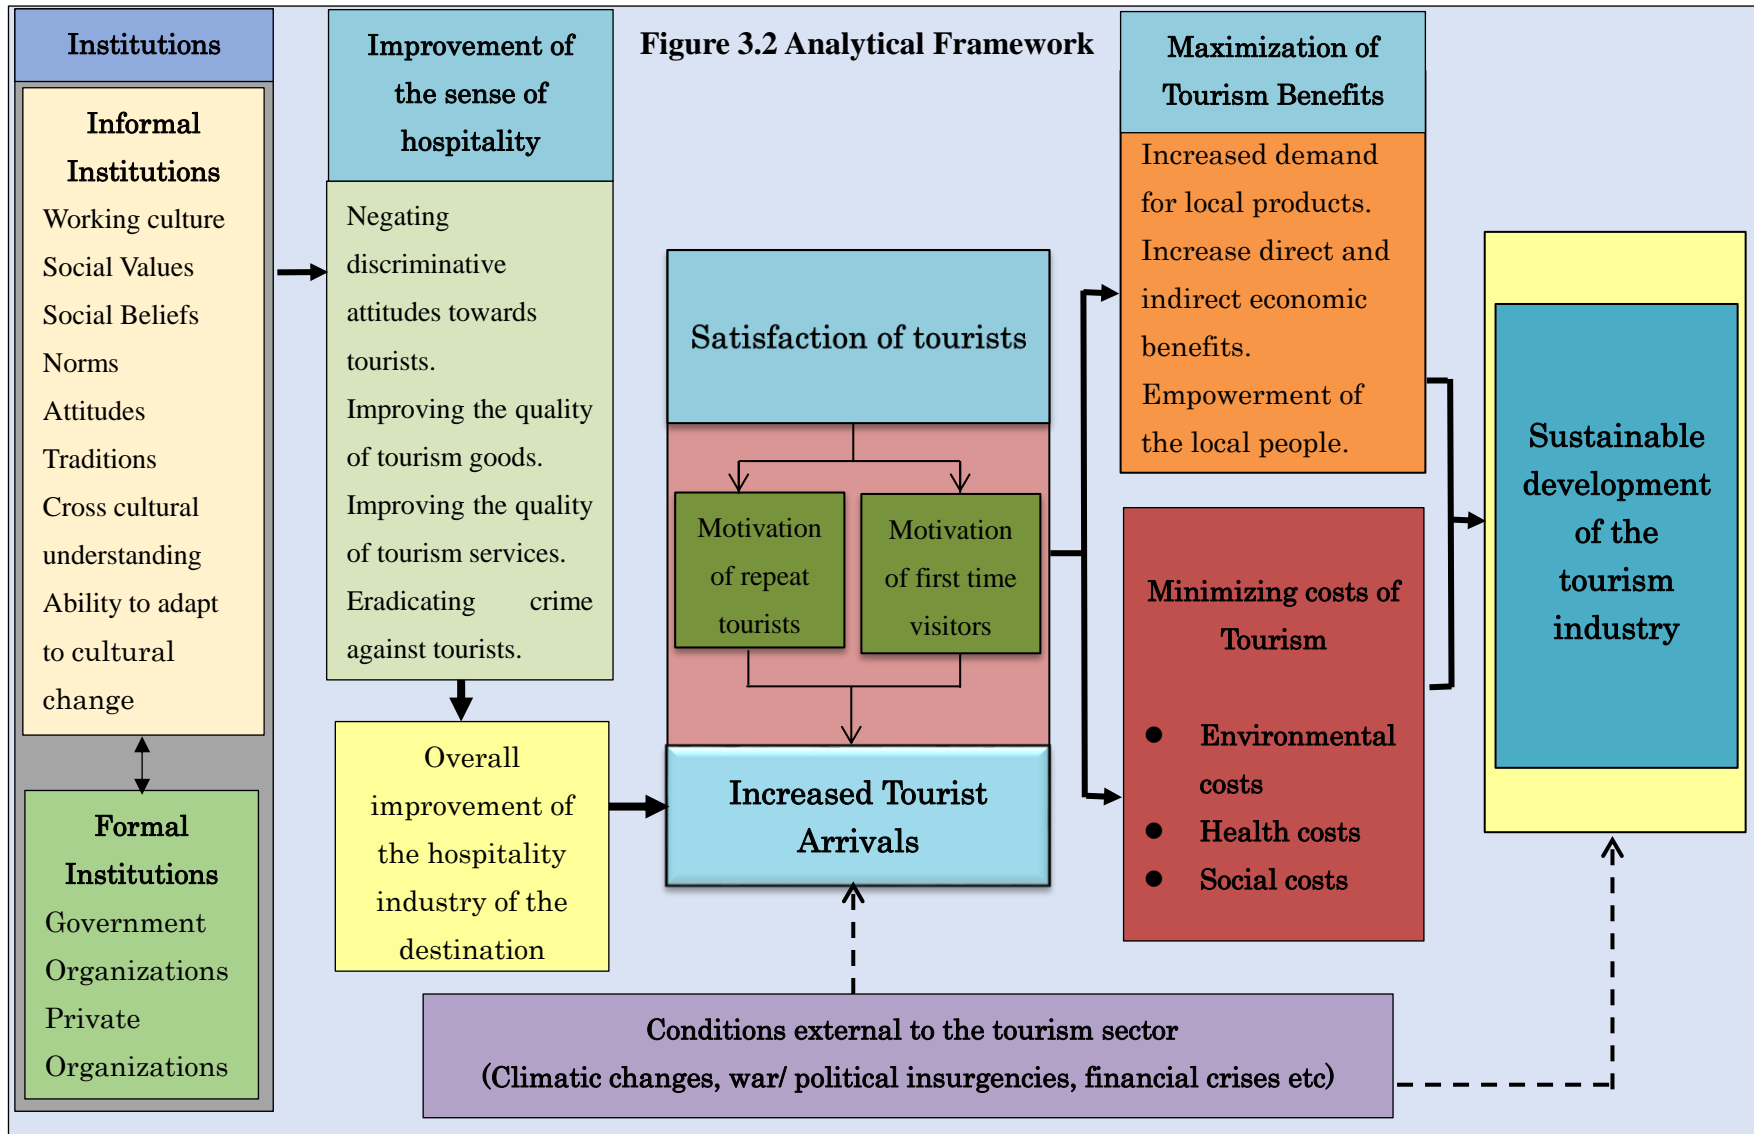 Figure 3.2 Analytical Framework
Institutions
Informal
Institutions
Working culture
Social Values
Social Beliefs
Norms
Attitudes
Traditions
Cross cultural
understanding
Ability to adapt
to cultural
change
Formal
Institutions
Government
Organizations
Private
Organizations
Improvement of
the sense of
hospitality
Negating
discriminative
attitudes towards
tourists.
Improving the quality
of tourism goods.
Improving the quality
of tourism services.
Eradicating crime
against tourists.
Overall
improvement of
the hospitality
industry of the
destination
Satisfaction of tourists
Motivation
of repeat
tourists
Motivation
of first time
visitors
Increased Tourist
Arrivals
Maximization of
Tourism Benefits
Increased demand
for local products.
Increase direct and
indirect economic
benefits.
Empowerment of
the local people.
Minimizing costs of
Tourism
● Environmental
costs
● Health costs
● Social costs
Sustainable
development
of the
tourism
industry
Conditions external to the tourism sector
(Climatic changes, war/ political insurgencies, financial crises etc)